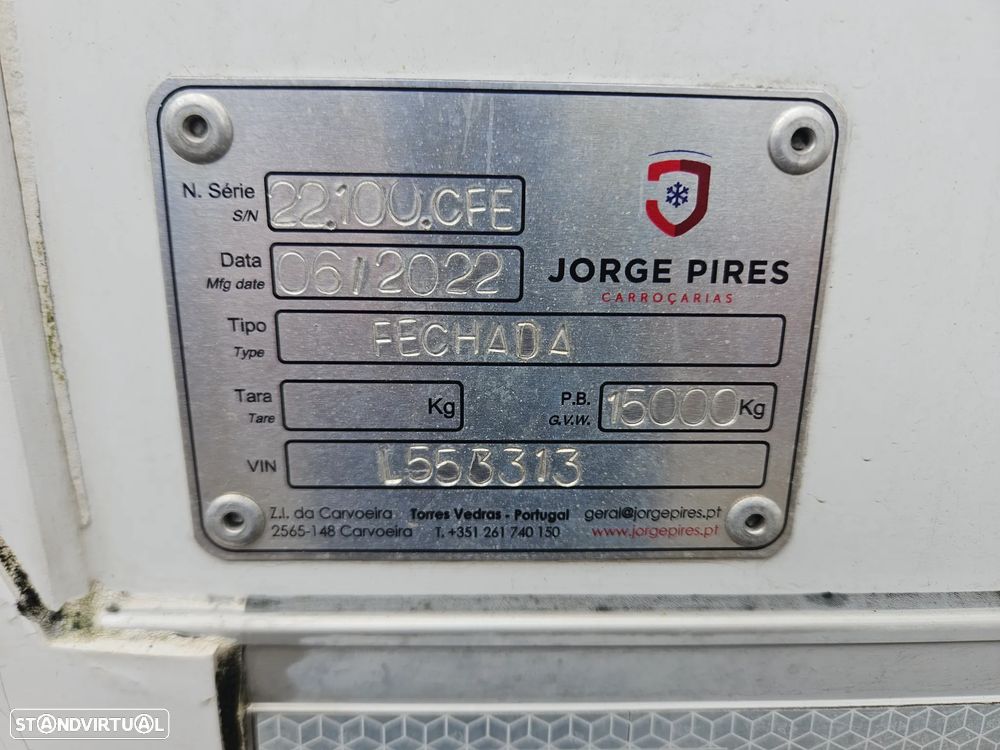 N. Série
S/N
22.100.CFE
Data
Mfg date
06/2022
JORGE PIRES
CARROÇARIAS
Tipo
Type
FECHADA
Tara
Tare
Kg
P.B.
G.V.W.
15000 Kg
VIN
L553313
Z.I. da Carvoeira Torres Vedras - Portugal geral@jorgepires.pt
2565-148 Carvoeira T. +351 261 740 150 www.jorgepires.pt
STANDVIRTUAL